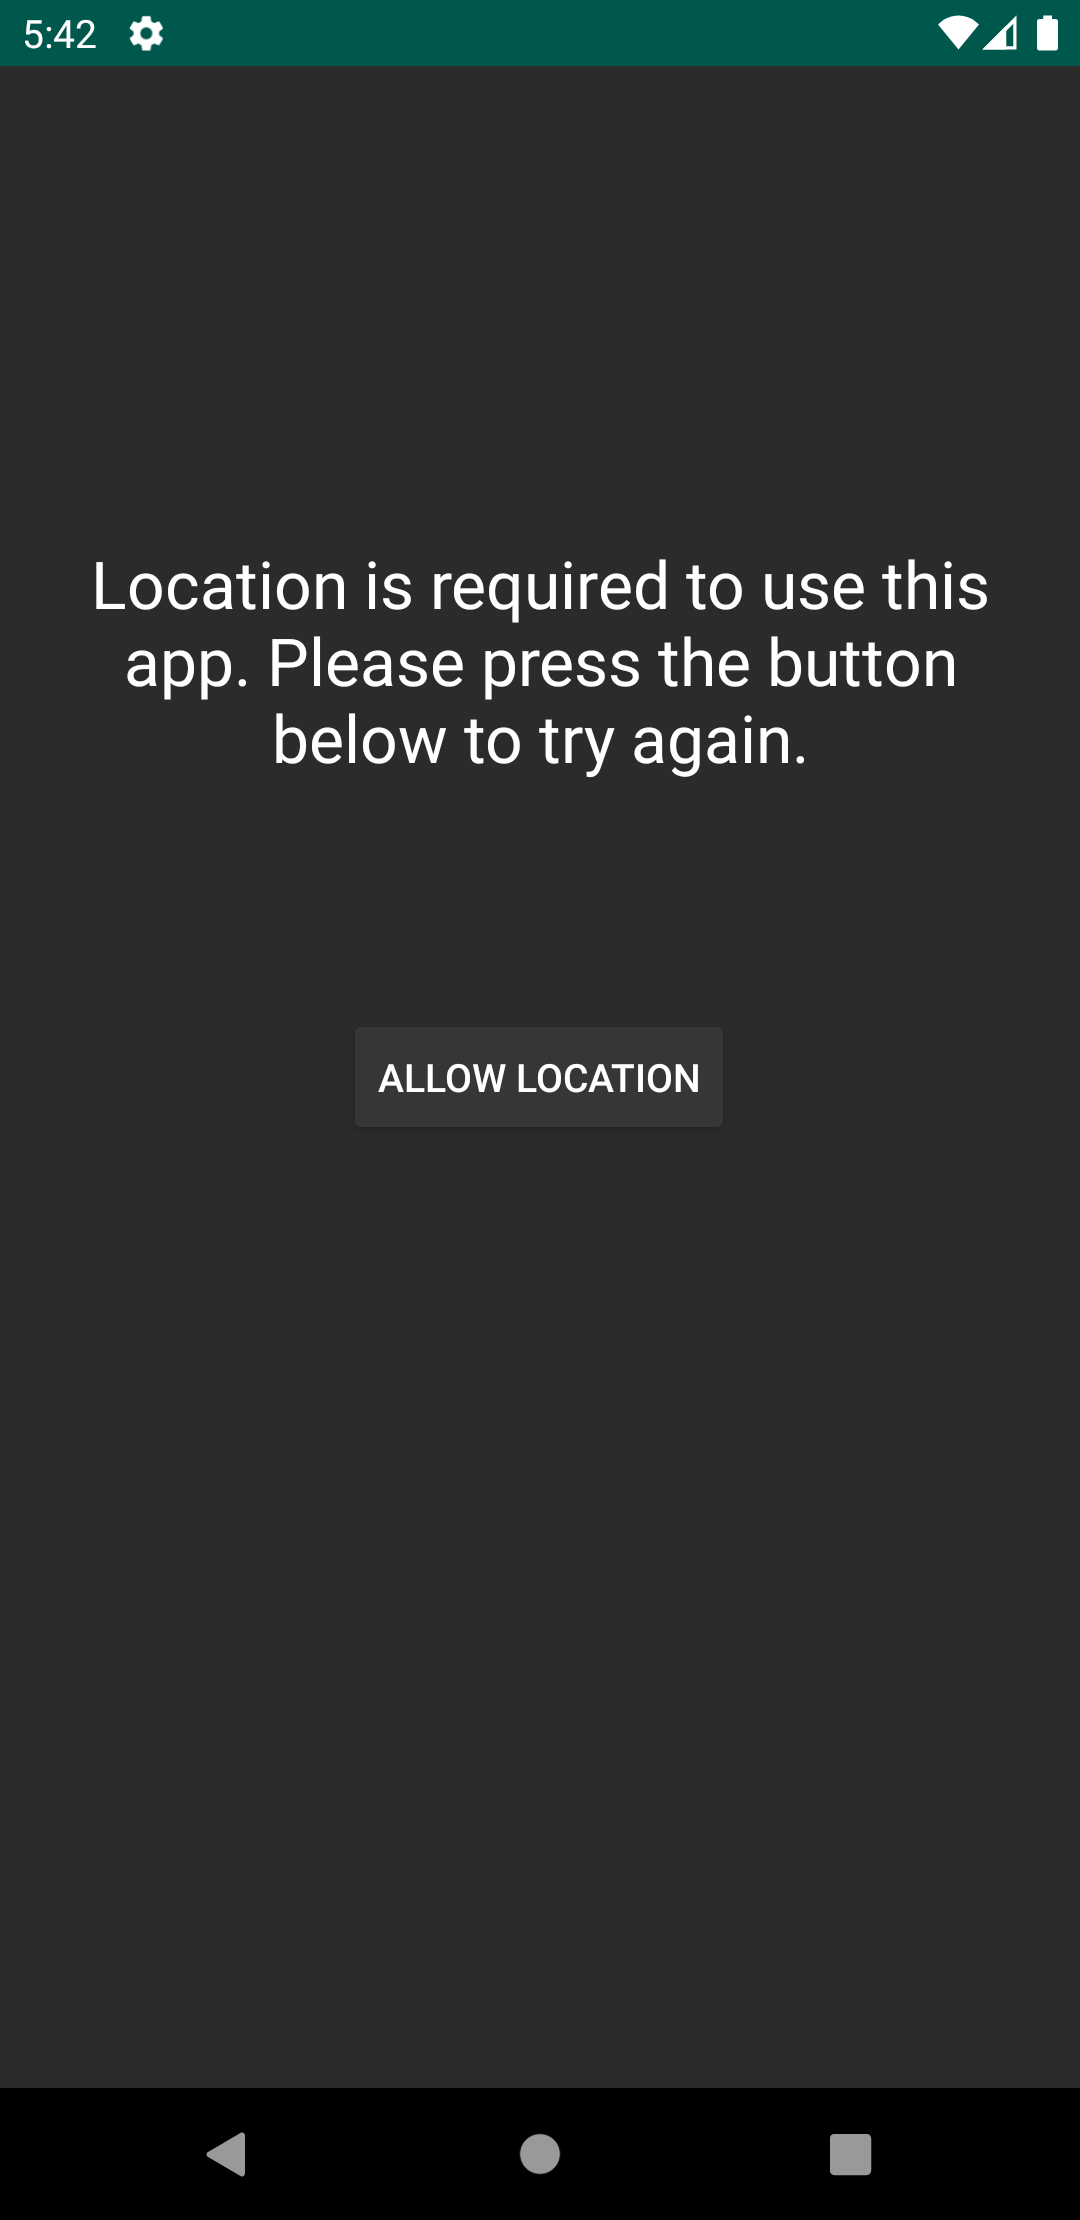 5:42
Location is required to use this
app. Please press the button
below to try again.
ALLOW LOCATION